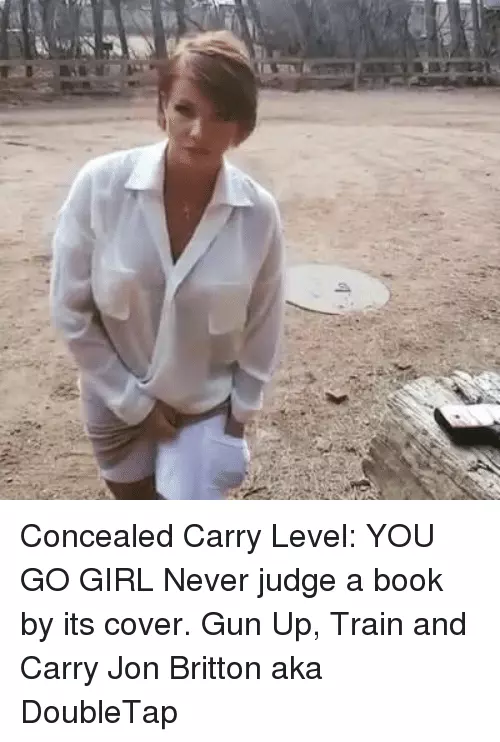 Concealed Carry Level: YOU
GO GIRL Never judge a book
by its cover. Gun Up, Train and
Carry Jon Britton aka
DoubleTap